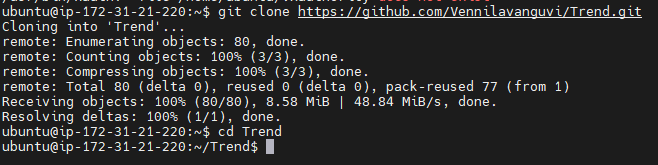 ubuntu@ip-172-31-21-220:~$ git clone https://github.com/Vennilavanguvi/Trend.git
Cloning into 'Trend'...
remote: Enumerating objects: 80, done.
remote: Counting objects: 100% (3/3), done.
remote: Compressing objects: 100% (3/3), done.
remote: Total 80 (delta 0), reused 0 (delta 0), pack-reused 77 (from 1)
Receiving objects: 100% (80/80), 8.58 MiB | 48.84 MiB/s, done.
Resolving deltas: 100% (1/1), done.
ubuntu@ip-172-31-21-220:~$ cd Trend
ubuntu@ip-172-31-21-220:~/Trend$